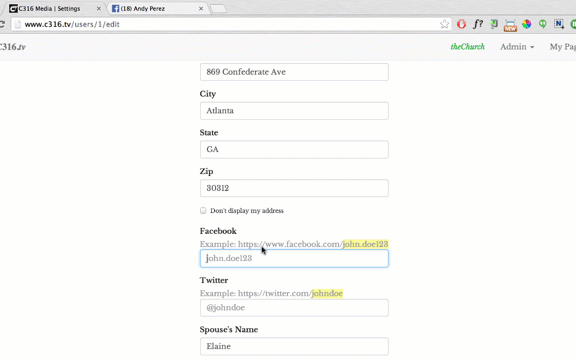 C316 Media | Settings
(18) Andy Perez
www.c316.tv/users/1/edit
f?
NEW
C316.tv
theChurch
Admin
My Pag
869 Confederate Ave
City
Atlanta
State
GA
Zip
30312
Don't display my address
Facebook
Example: https://www.facebook.com/john.doe123
john.doe123
Twitter
Example: https://twitter.com/johndoe
@johndoe
Spouse's Name
Elaine